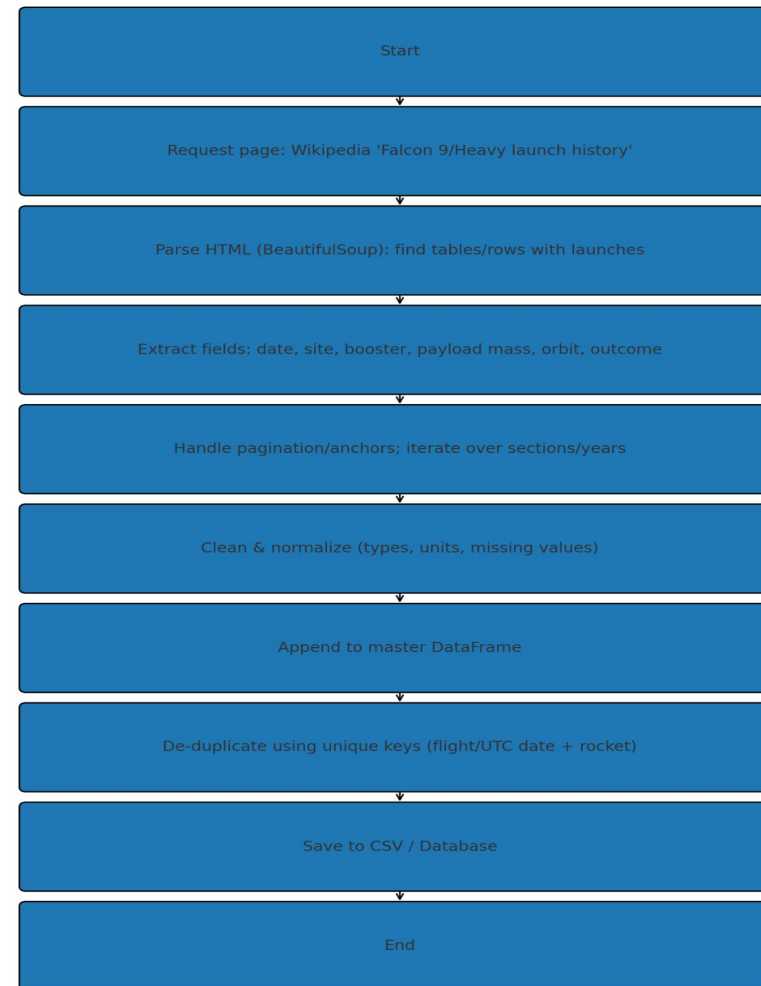 Start
Request page: Wikipedia 'Falcon 9/Heavy launch history'
Parse HTML (BeautifulSoup): find tables/rows with launches
Extract fields: date, site, booster, payload mass, orbit, outcome
Handle pagination/anchors; iterate over sections/years
Clean & normalize (types, units, missing values)
Append to master DataFrame
De-duplicate using unique keys (flight/UTC date + rocket)
Save to CSV / Database
End